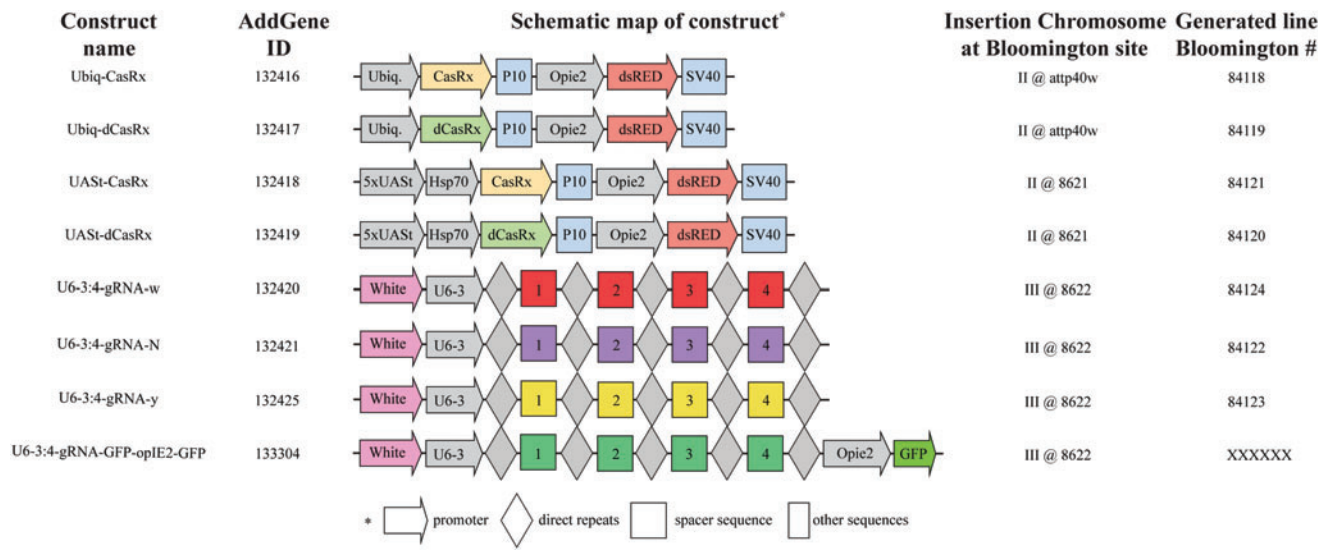 Construct name AddGene ID Schematic map of construct* Insertion Chromosome at Bloomington site Generated line Bloomington #
Ubiq-CasRx 132416 Ubiq. CasRx P10 Opie2 dsRED SV40 II @ attp40w 84118
Ubiq-dCasRx 132417 Ubiq. dCasRx P10 Opie2 dsRED SV40 II @ attp40w 84119
UASt-CasRx 132418 5xUASt Hsp70 CasRx P10 Opie2 dsRED SV40 II @ 8621 84121
UASt-dCasRx 132419 5xUASt Hsp70 dCasRx P10 Opie2 dsRED SV40 II @ 8621 84120
U6-3:4-gRNA-w 132420 White U6-3 1 2 3 4 III @ 8622 84124
U6-3:4-gRNA-N 132421 White U6-3 1 2 3 4 III @ 8622 84122
U6-3:4-gRNA-y 132425 White U6-3 1 2 3 4 III @ 8622 84123
U6-3:4-gRNA-GFP-opIE2-GFP 133304 White U6-3 1 2 3 4 Opie2 GFP III @ 8622 XXXXXX
* promoter direct repeats spacer sequence other sequences